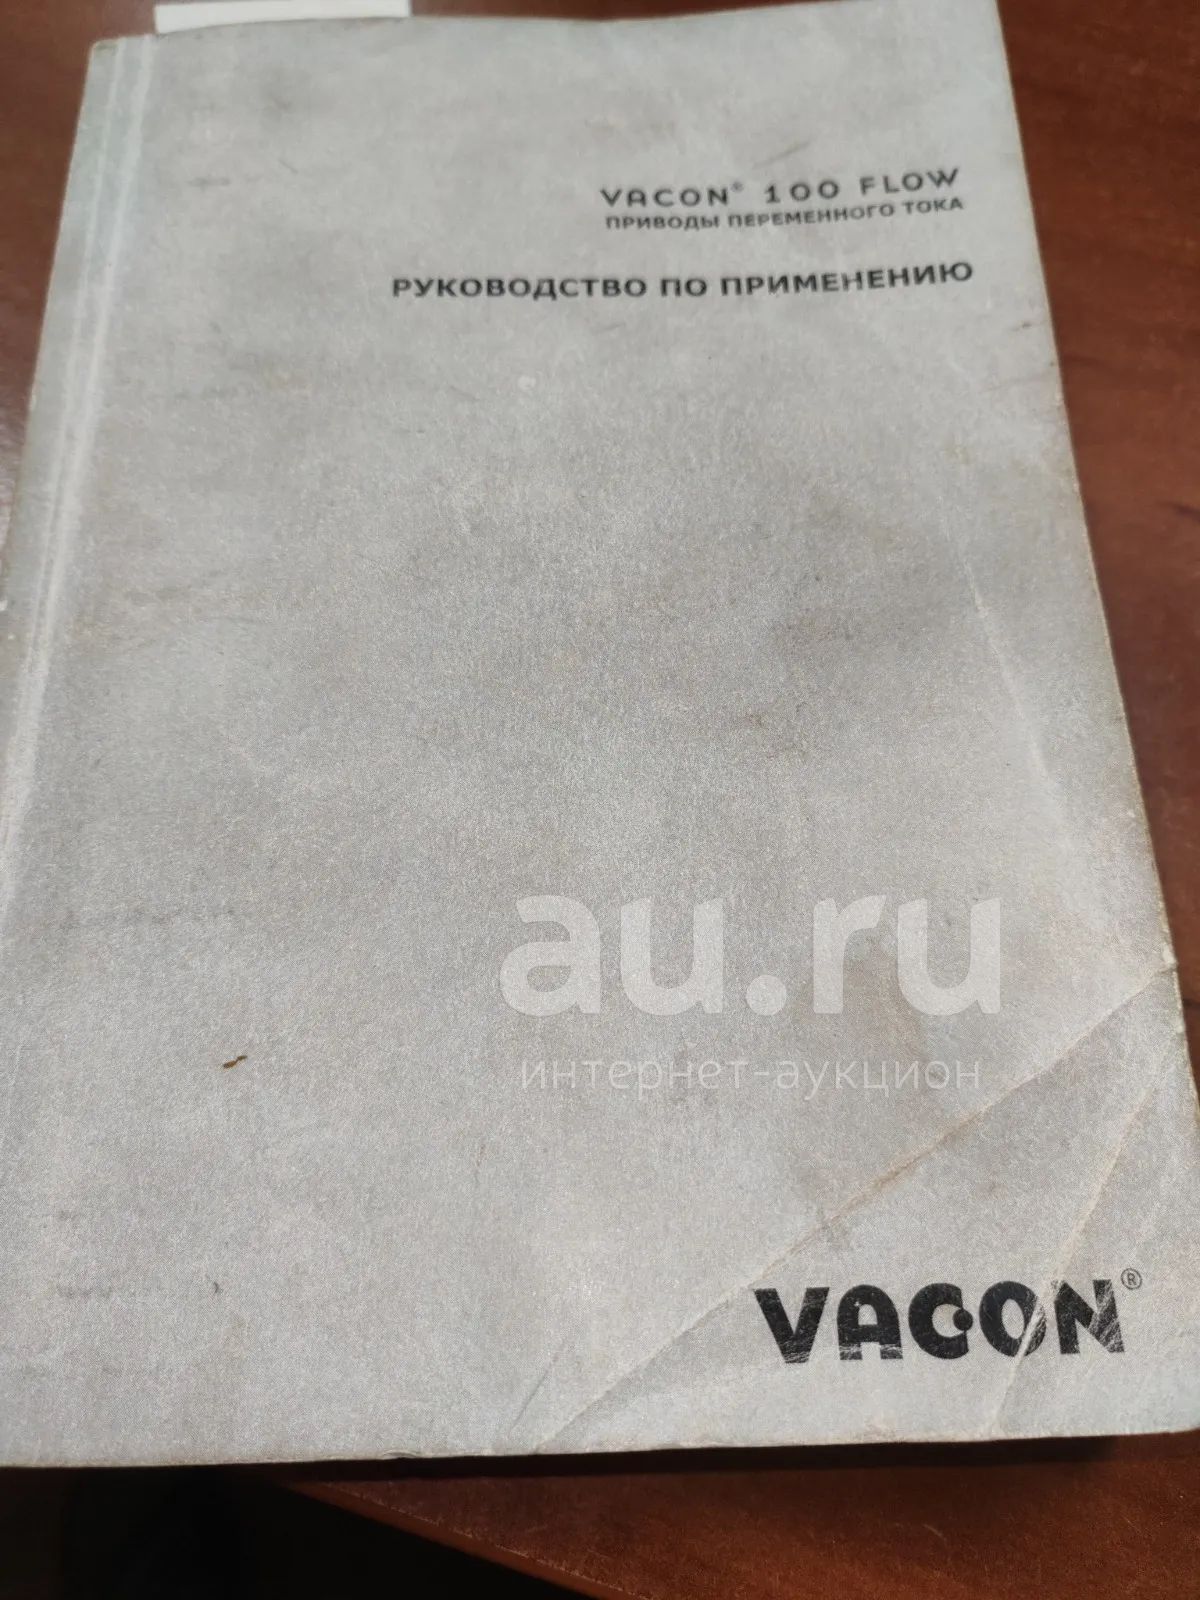 VACON® 100 FLOW
ПРИВОДЫ ПЕРЕМЕННОГО ТОКА
РУКОВОДСТВО ПО ПРИМЕНЕНИЮ
au.ru
интернет-аукцион
VACON®